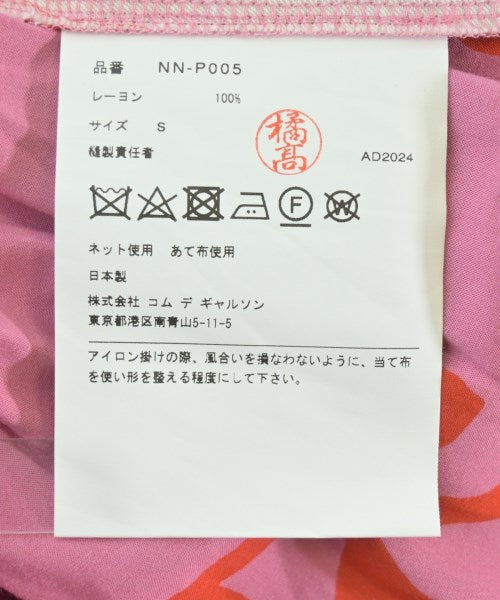 品番 NN-P005
レーヨン 100%
サイズ S
縫製責任者 橘髙 AD2024
F W
ネット使用 あて布使用
日本製
株式会社 コム デ ギャルソン
東京都港区南青山5-11-5
アイロン掛けの際、風合いを損なわないように、当て布
を使い形を整える程度にして下さい。